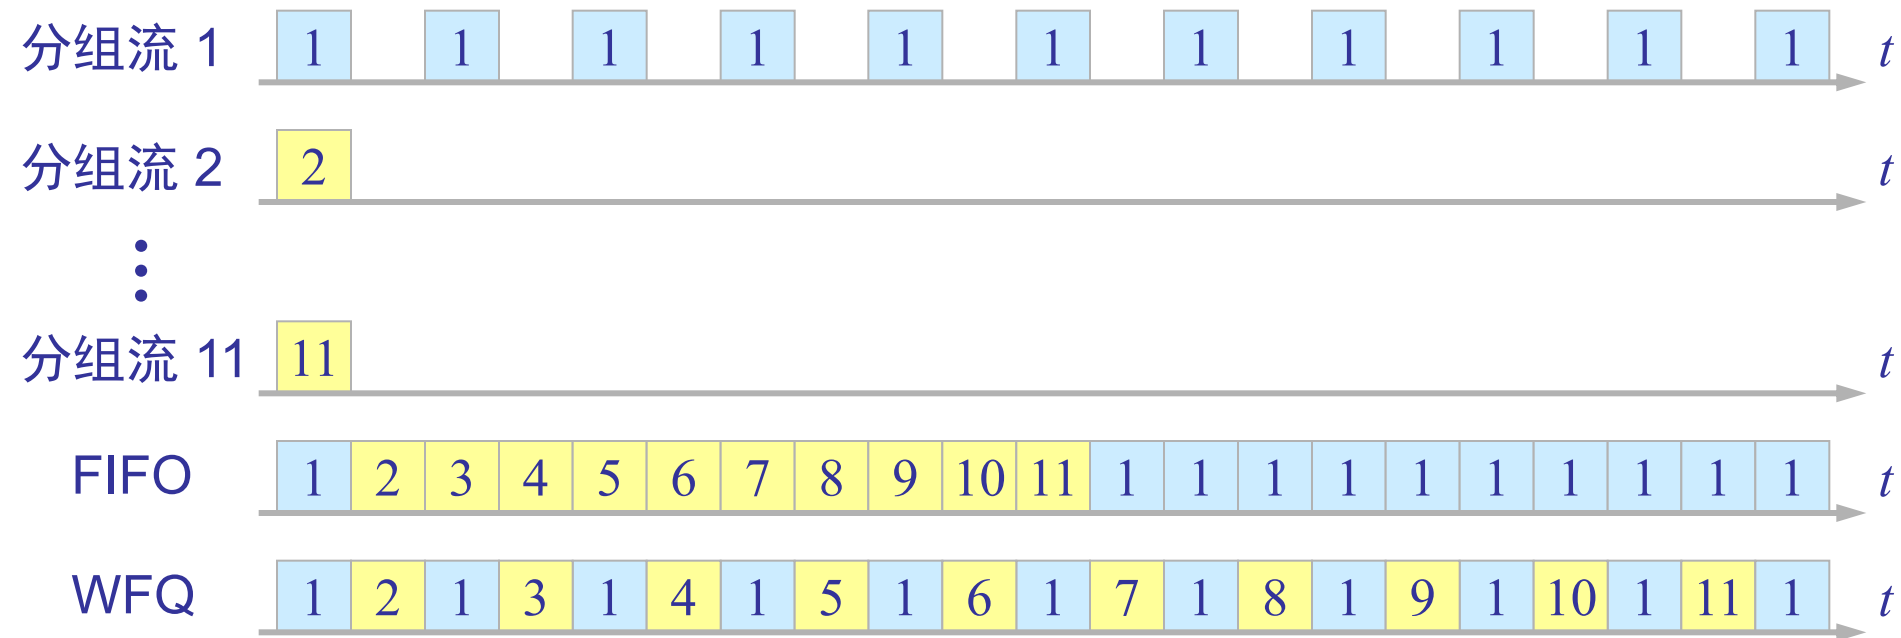 分组流 1 1 1 1 1 1 1 1 1 1 1 1 t
分组流 2 2 t
⋮
分组流 11 11 t
FIFO 1 2 3 4 5 6 7 8 9 10 11 1 1 1 1 1 1 1 1 1 1 t
WFQ 1 2 1 3 1 4 1 5 1 6 1 7 1 8 1 9 1 10 1 11 1 t